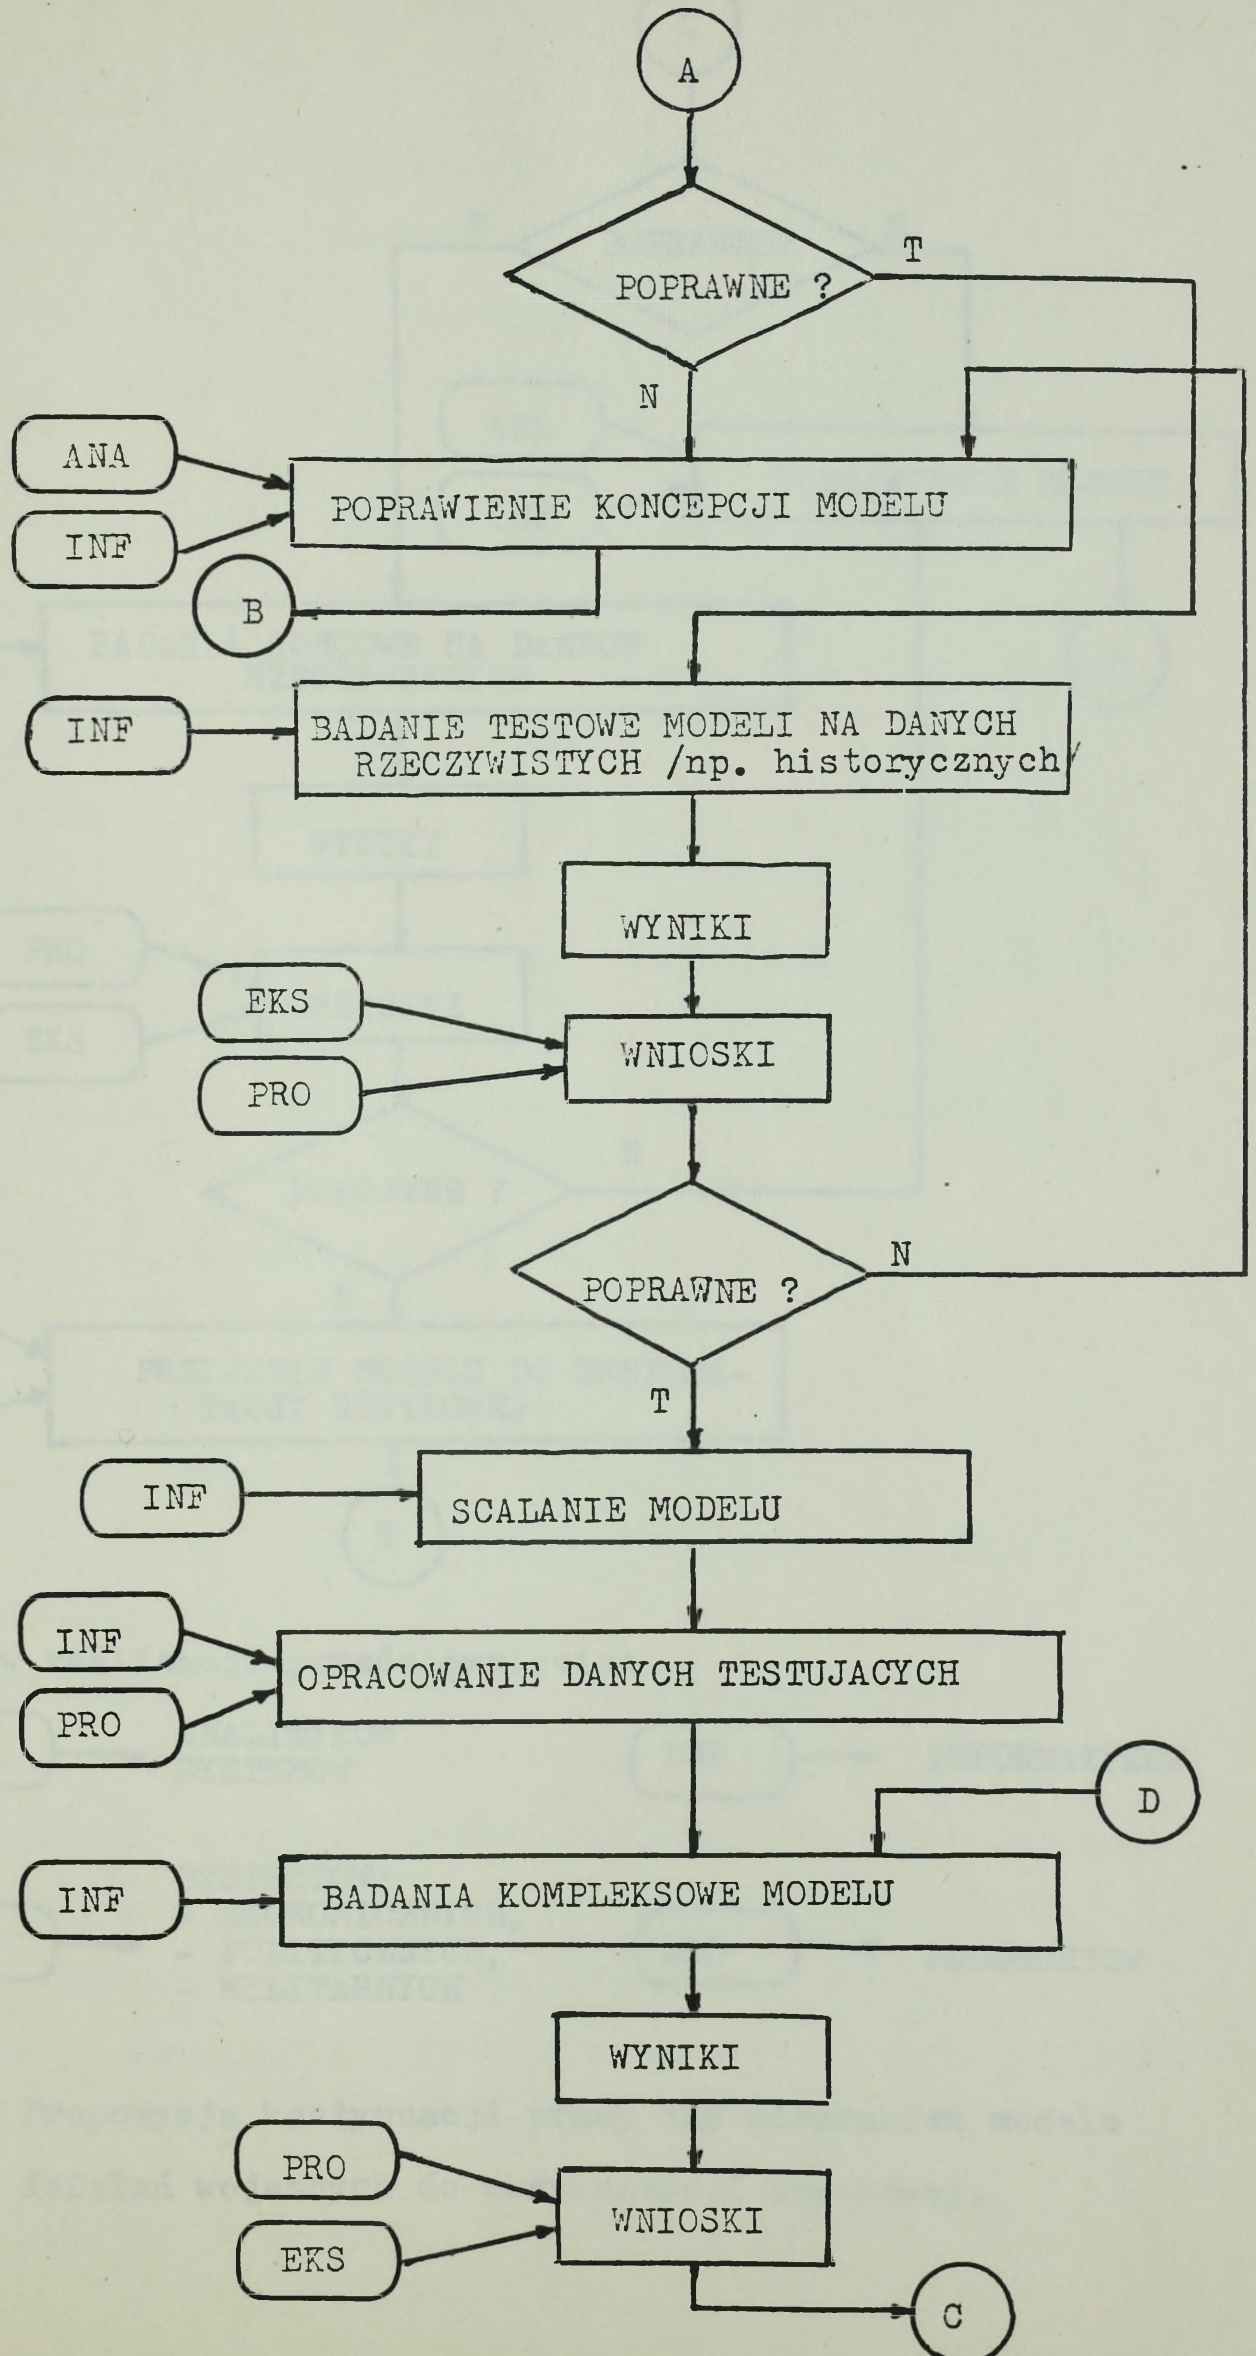 A
POPRAWNE ?
T
N
ANA
POPRAWIENIE KONCEPCJI MODELU
INF
B
INF
BADANIE TESTOWE MODELI NA DANYCH
RZECZYWISTYCH /np. historycznych/
WYNIKI
EKS
WNIOSKI
PRO
POPRAWNE ?
N
T
INF
SCALANIE MODELU
INF
OPRACOWANIE DANYCH TESTUJACYCH
PRO
D
INF
BADANIA KOMPLEKSOWE MODELU
WYNIKI
PRO
WNIOSKI
EKS
C